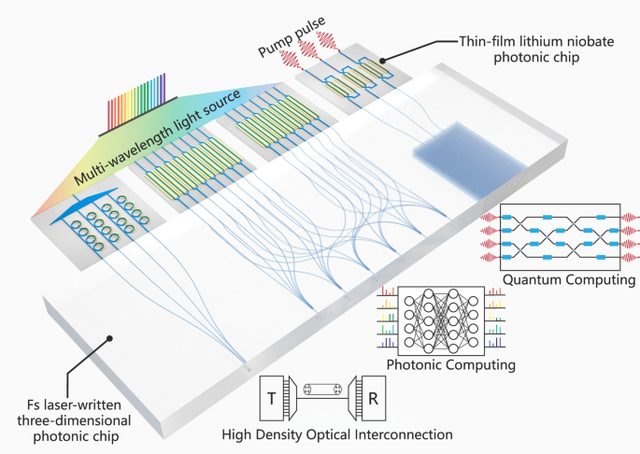 Pump pulse
Thin-film lithium niobate
photonic chip
Multi-wavelength light source
Quantum Computing
Photonic Computing
T
R
High Density Optical Interconnection
Fs laser-written
three-dimensional
photonic chip